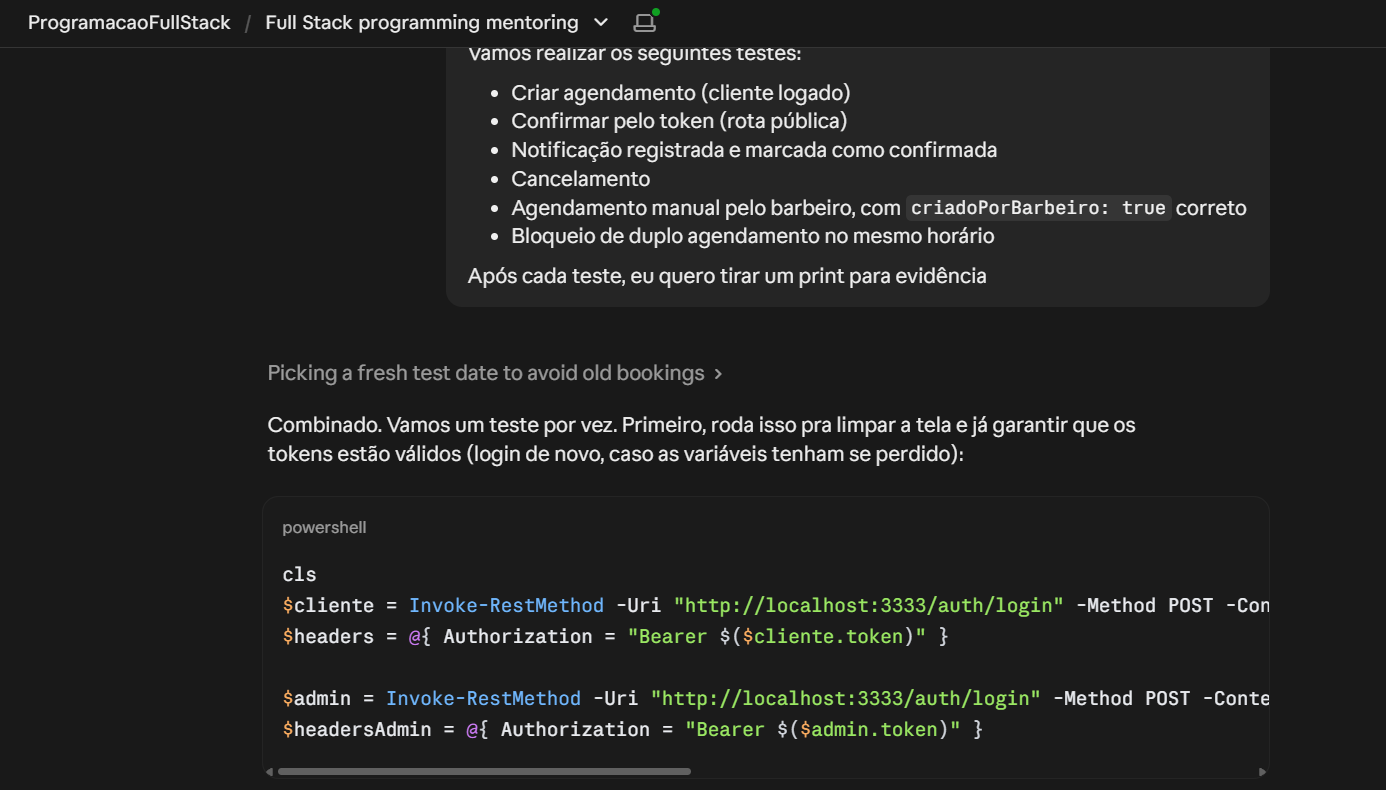 ProgramacaoFullStack / Full Stack programming mentoring
Vamos realizar os seguintes testes:
• Criar agendamento (cliente logado)
• Confirmar pelo token (rota pública)
• Notificação registrada e marcada como confirmada
• Cancelamento
• Agendamento manual pelo barbeiro, com criadoPorBarbeiro: true correto
• Bloqueio de duplo agendamento no mesmo horário
Após cada teste, eu quero tirar um print para evidência
Picking a fresh test date to avoid old bookings >
Combinado. Vamos um teste por vez. Primeiro, roda isso pra limpar a tela e já garantir que os
tokens estão válidos (login de novo, caso as variáveis tenham se perdido):
powershell
cls
$cliente = Invoke-RestMethod -Uri "http://localhost:3333/auth/login" -Method POST -Con
$headers = @{ Authorization = "Bearer $($cliente.token)" }
$admin = Invoke-RestMethod -Uri "http://localhost:3333/auth/login" -Method POST -Conte
$headersAdmin = @{ Authorization = "Bearer $($admin.token)" }